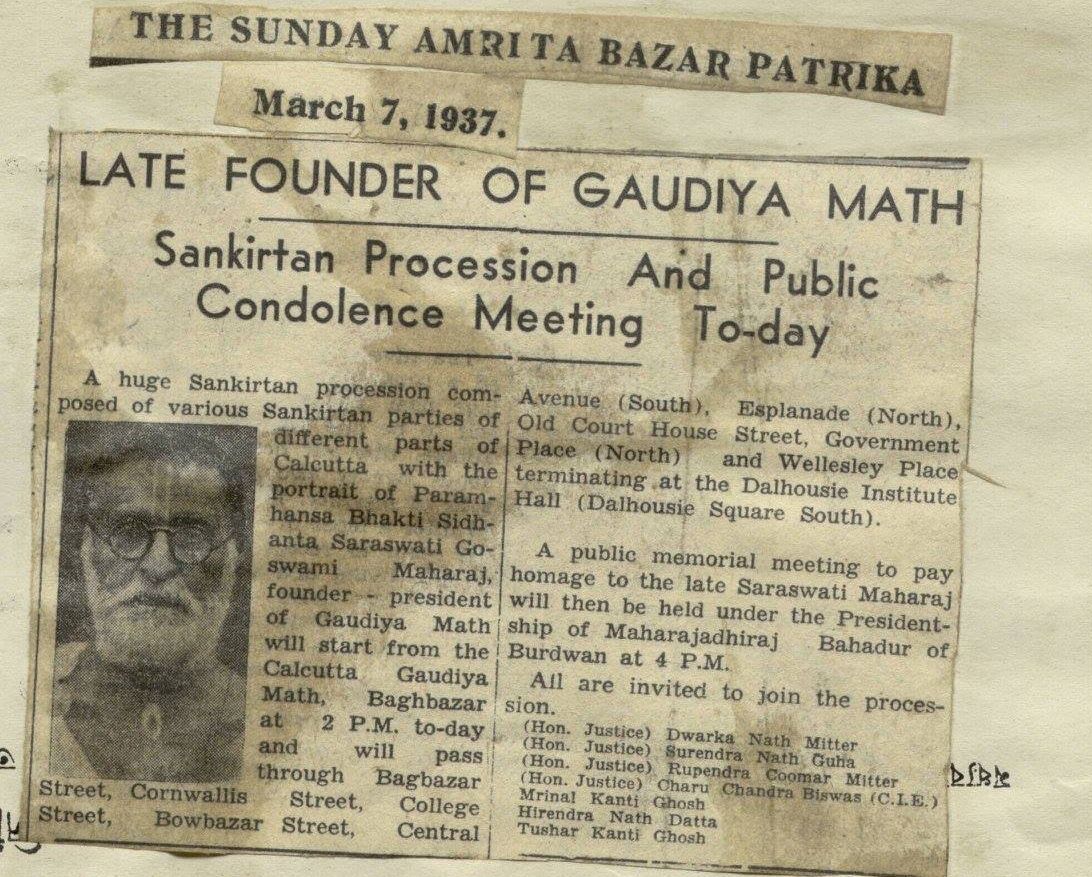 THE SUNDAY AMRITA BAZAR PATRIKA
March 7, 1937.
LATE FOUNDER OF GAUDIYA MATH
Sankirtan Procession And Public
Condolence Meeting To-day
A huge Sankirtan procession com-
posed of various Sankirtan parties of
different parts of
Calcutta with the
portrait of Param-
hansa Bhakti Sidh-
anta Saraswati Go-
swami Maharaj,
founder - president
of Gaudiya Math
will start from the
Calcutta Gaudiya
Math, Baghbazar
at 2 P.M. to-day
and will pass
through Bagbazar
Street, Cornwallis Street, College
Street, Bowbazar Street, Central
Avenue (South), Esplanade (North),
Old Court House Street, Government
Place (North) and Wellesley Place
terminating at the Dalhousie Institute
Hall (Dalhousie Square South).
A public memorial meeting to pay
homage to the late Saraswati Maharaj
will then be held under the President-
ship of Maharajadhiraj Bahadur of
Burdwan at 4 P.M.
All are invited to join the proces-
sion.
(Hon. Justice) Dwarka Nath Mitter
(Hon. Justice) Surendra Nath Guha
(Hon. Justice) Rupendra Coomar Mitter
(Hon. Justice) Charu Chandra Biswas (C.I.E.)
Mrinal Kanti Ghosh
Hirendra Nath Datta
Tushar Kanti Ghosh